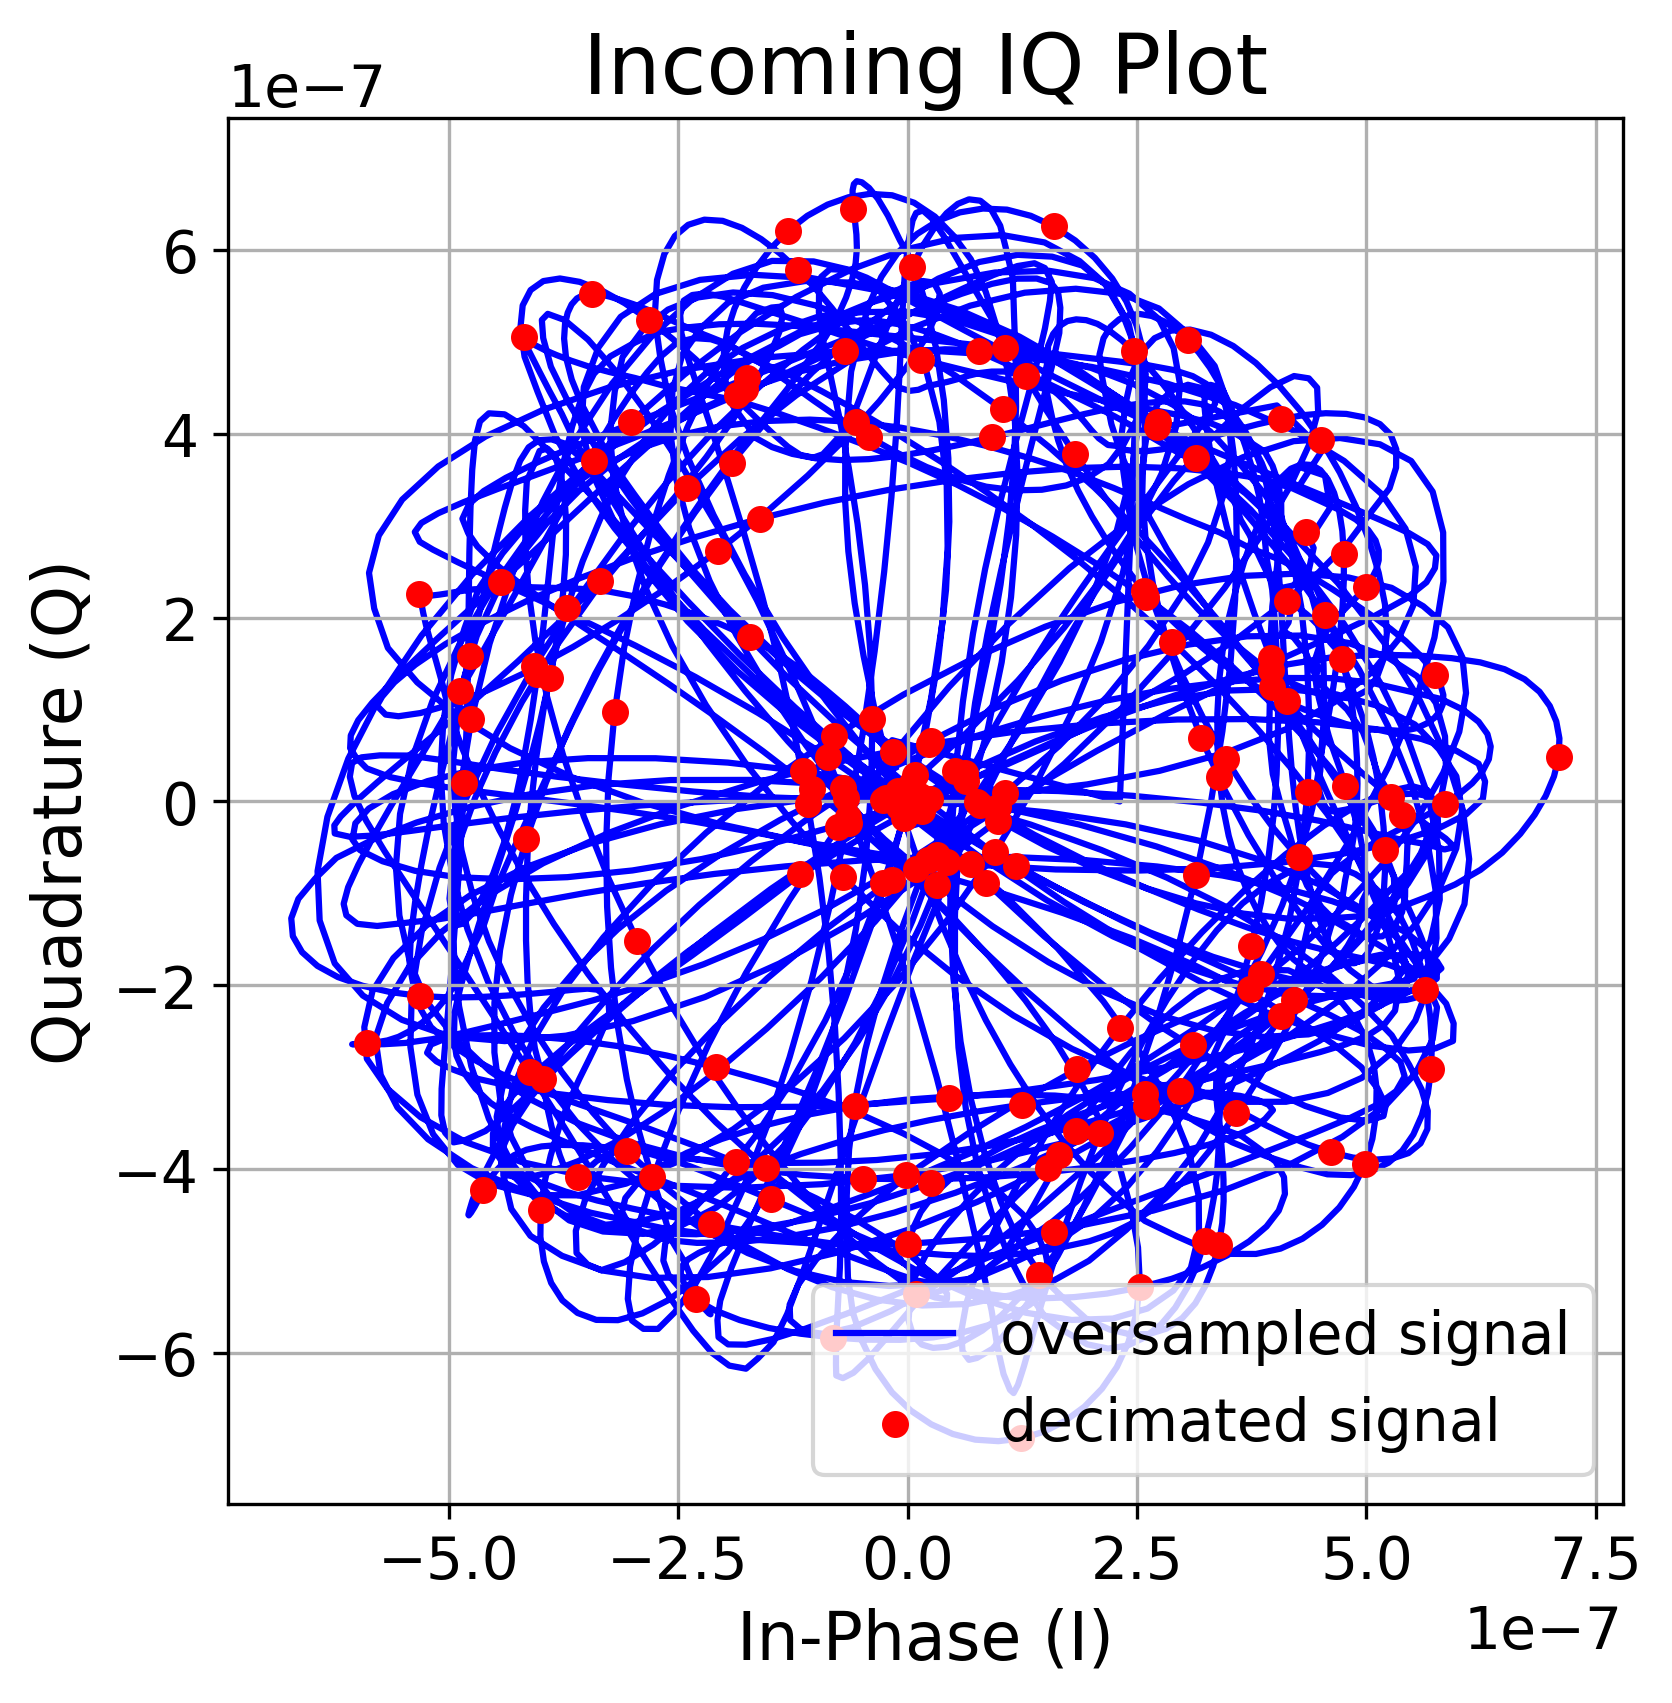 Incoming IQ Plot
1e−7
Quadrature (Q)
6
4
2
0
−2
−4
−6
oversampled signal
decimated signal
−5.0 −2.5 0.0 2.5 5.0 7.5
In-Phase (I)
1e−7